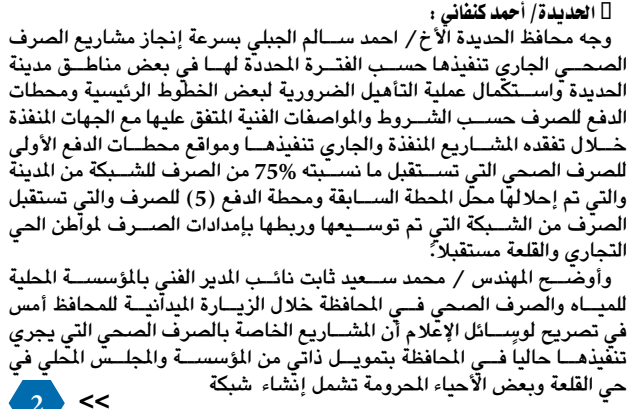 الحديدة/ أحمد كنفاني :
وجه محافظ الحديدة الأخ/ احمد سالم الجبلي بسرعة إنجاز مشاريع الصرف
الصحي الجاري تنفيذها حسب الفترة المحددة لها في بعض مناطق مدينة
الحديدة واستكمال عملية التأهيل الضرورية لبعض الخطوط الرئيسية ومحطات
الدفع للصرف حسب الشروط والمواصفات الفنية المتفق عليها مع الجهات المنفذة
خلال تفقده المشاريع المنفذة والجاري تنفيذها ومواقع محطات الدفع الأولى
للصرف الصحي التي تستقبل ما نسبته 75% من الصرف للشبكة من المدينة
والتي تم إحلالها محل المحطة السابقة ومحطة الدفع (5) للصرف والتي تستقبل
الصرف من الشبكة التي تم توسيعها وربطها بإمدادات الصرف لمواطن الحي
التجاري والقلعة مستقبلاً.
وأوضح المهندس / محمد سعيد ثابت نائب المدير الفني بالمؤسسة المحلية
للمياه والصرف الصحي في المحافظة خلال الزيارة الميدانية للمحافظ أمس
في تصريح لوسائل الإعلام أن المشاريع الخاصة بالصرف الصحي التي يجري
تنفيذها حالياً في المحافظة بتمويل ذاتي من المؤسسة والمجلس المحلي في
حي القلعة وبعض الأحياء المحرومة تشمل إنشاء شبكة
>> 2